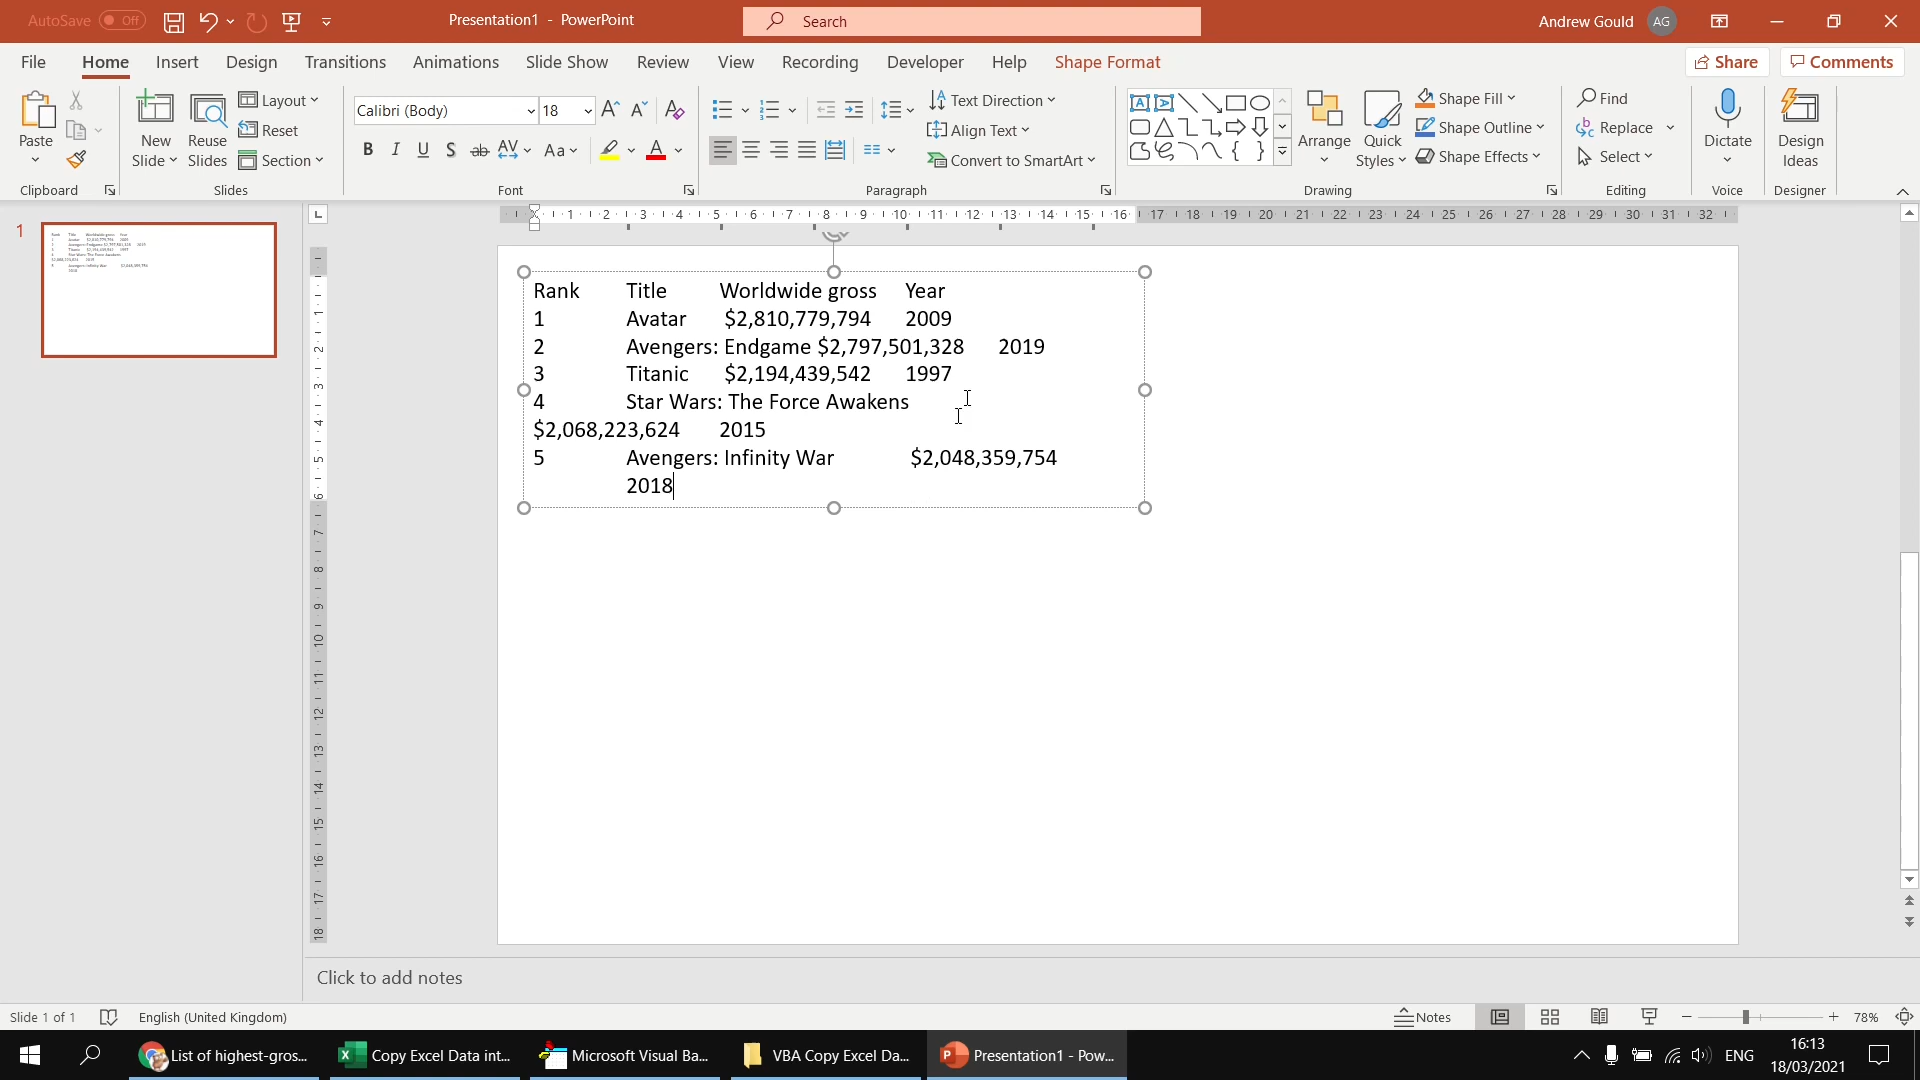 AutoSave Off Presentation1 - PowerPoint Search Andrew Gould AG
File Home Insert Design Transitions Animations Slide Show Review View Recording Developer Help Shape Format Share Comments
Paste
Clipboard
New Slide
Reuse Slides
Layout
Reset
Section
Slides
Calibri (Body) 18
Font
Text Direction
Align Text
Convert to SmartArt
Paragraph
Arrange
Quick Styles
Shape Fill
Shape Outline
Shape Effects
Drawing
Find
Replace
Select
Editing
Dictate
Voice
Design Ideas
Designer
1
Rank Title Worldwide gross Year
1 Avatar $2,810,779,794 2009
2 Avengers: Endgame $2,797,501,328 2019
3 Titanic $2,194,439,542 1997
4 Star Wars: The Force Awakens
$2,068,223,624 2015
5 Avengers: Infinity War $2,048,359,754
2018
Click to add notes
Slide 1 of 1 English (United Kingdom) Notes 78%
List of highest-gros... Copy Excel Data int... Microsoft Visual Ba... VBA Copy Excel Da... Presentation1 - Pow... ENG
16:13
18/03/2021